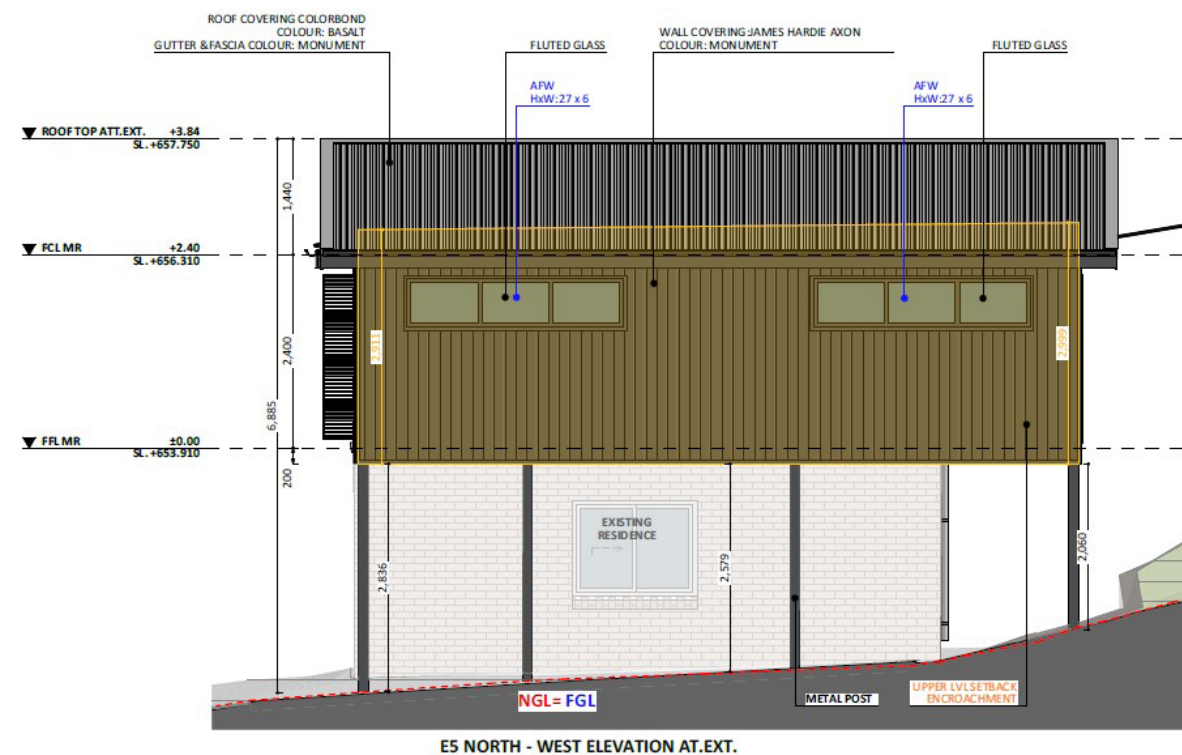 ROOF COVERING COLORBOND
COLOUR: BASALT
GUTTER & FASCIA COLOUR: MONUMENT
FLUTED GLASS
WALL COVERING:JAMES HARDIE AXON
COLOUR: MONUMENT
FLUTED GLASS
AFW
HxW:27 x 6
AFW
HxW:27 x 6
ROOF TOP ATT.EXT. +3.84
SL. +657.750
1,440
FCL MR +2.40
SL. +656.310
2,911
2,999
2,400
6,885
FFL MR ±0.00
SL. +653.910
200
EXISTING
RESIDENCE
2,836
2,579
2,060
NGL= FGL
METAL POST
UPPER LVL SETBACK
ENCROACHMENT
E5 NORTH - WEST ELEVATION AT.EXT.